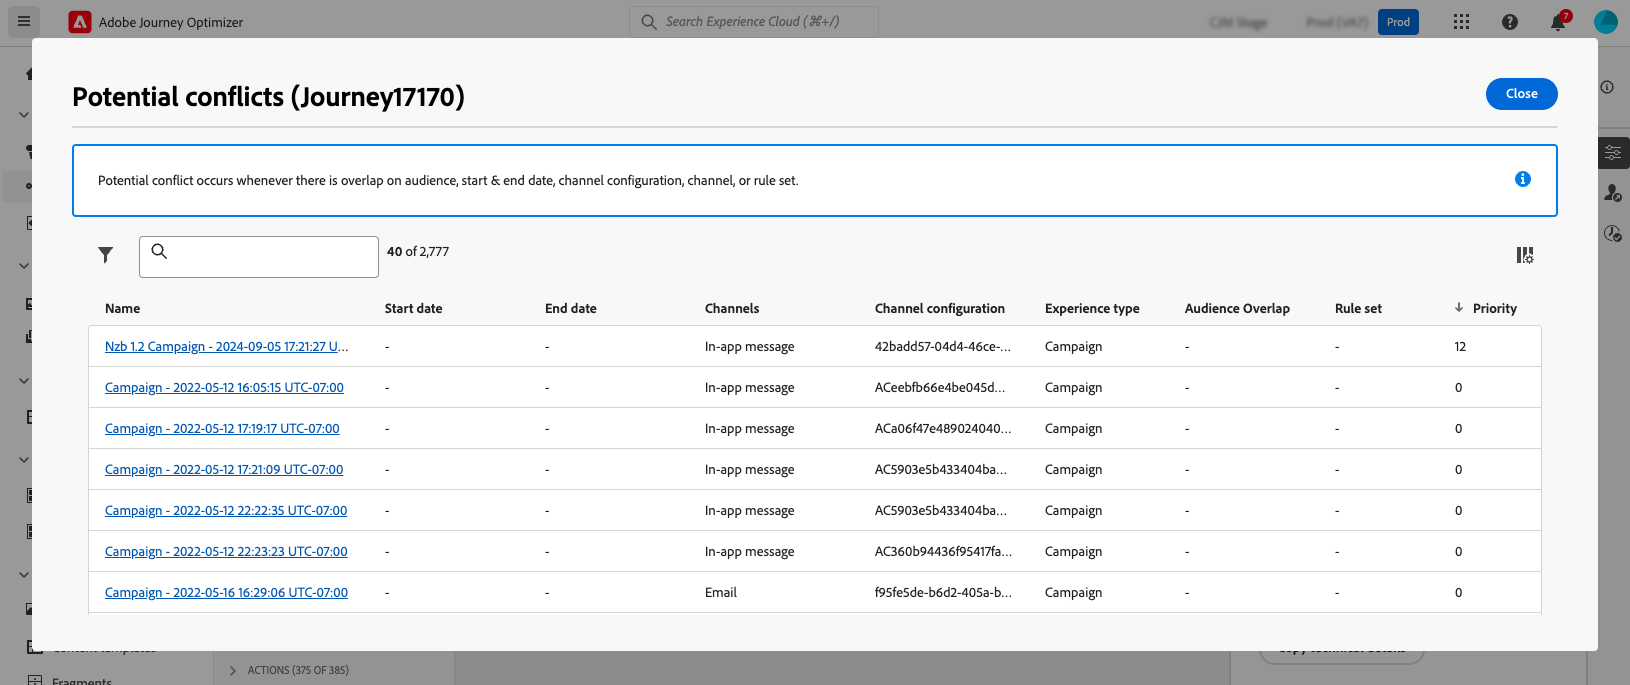 Adobe Journey Optimizer
Search Experience Cloud (⌘+/)
CJM Stage
Prod (VA7)
Prod
7
Potential conflicts (Journey17170)
Close
Potential conflict occurs whenever there is overlap on audience, start & end date, channel configuration, channel, or rule set.
40 of 2,777
Name Start date End date Channels Channel configuration Experience type Audience Overlap Rule set ↓ Priority
Nzb 1.2 Campaign - 2024-09-05 17:21:27 U... - - In-app message 42badd57-04d4-46ce-... Campaign - - 12
Campaign - 2022-05-12 16:05:15 UTC-07:00 - - In-app message ACeebfb66e4be045d... Campaign - - 0
Campaign - 2022-05-12 17:19:17 UTC-07:00 - - In-app message ACa06f47e489024040... Campaign - - 0
Campaign - 2022-05-12 17:21:09 UTC-07:00 - - In-app message AC5903e5b433404ba... Campaign - - 0
Campaign - 2022-05-12 22:22:35 UTC-07:00 - - In-app message AC5903e5b433404ba... Campaign - - 0
Campaign - 2022-05-12 22:23:23 UTC-07:00 - - In-app message AC360b94436f95417fa... Campaign - - 0
Campaign - 2022-05-16 16:29:06 UTC-07:00 - - Email f95fe5de-b6d2-405a-b... Campaign - - 0
ACTIONS (375 OF 385)
Fragments